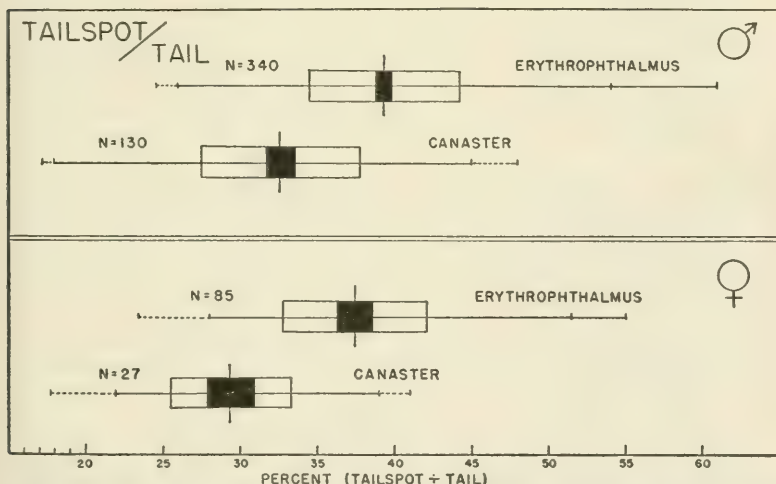 TAILSPOT/TAIL
N=340 ERYTHROPHTHALMUS
N=130 CANASTER
N=85 ERYTHROPHTHALMUS
N=27 CANASTER
20 25 30 35 40 45 50 55 60
PERCENT (TAILSPOT ÷ TAIL)